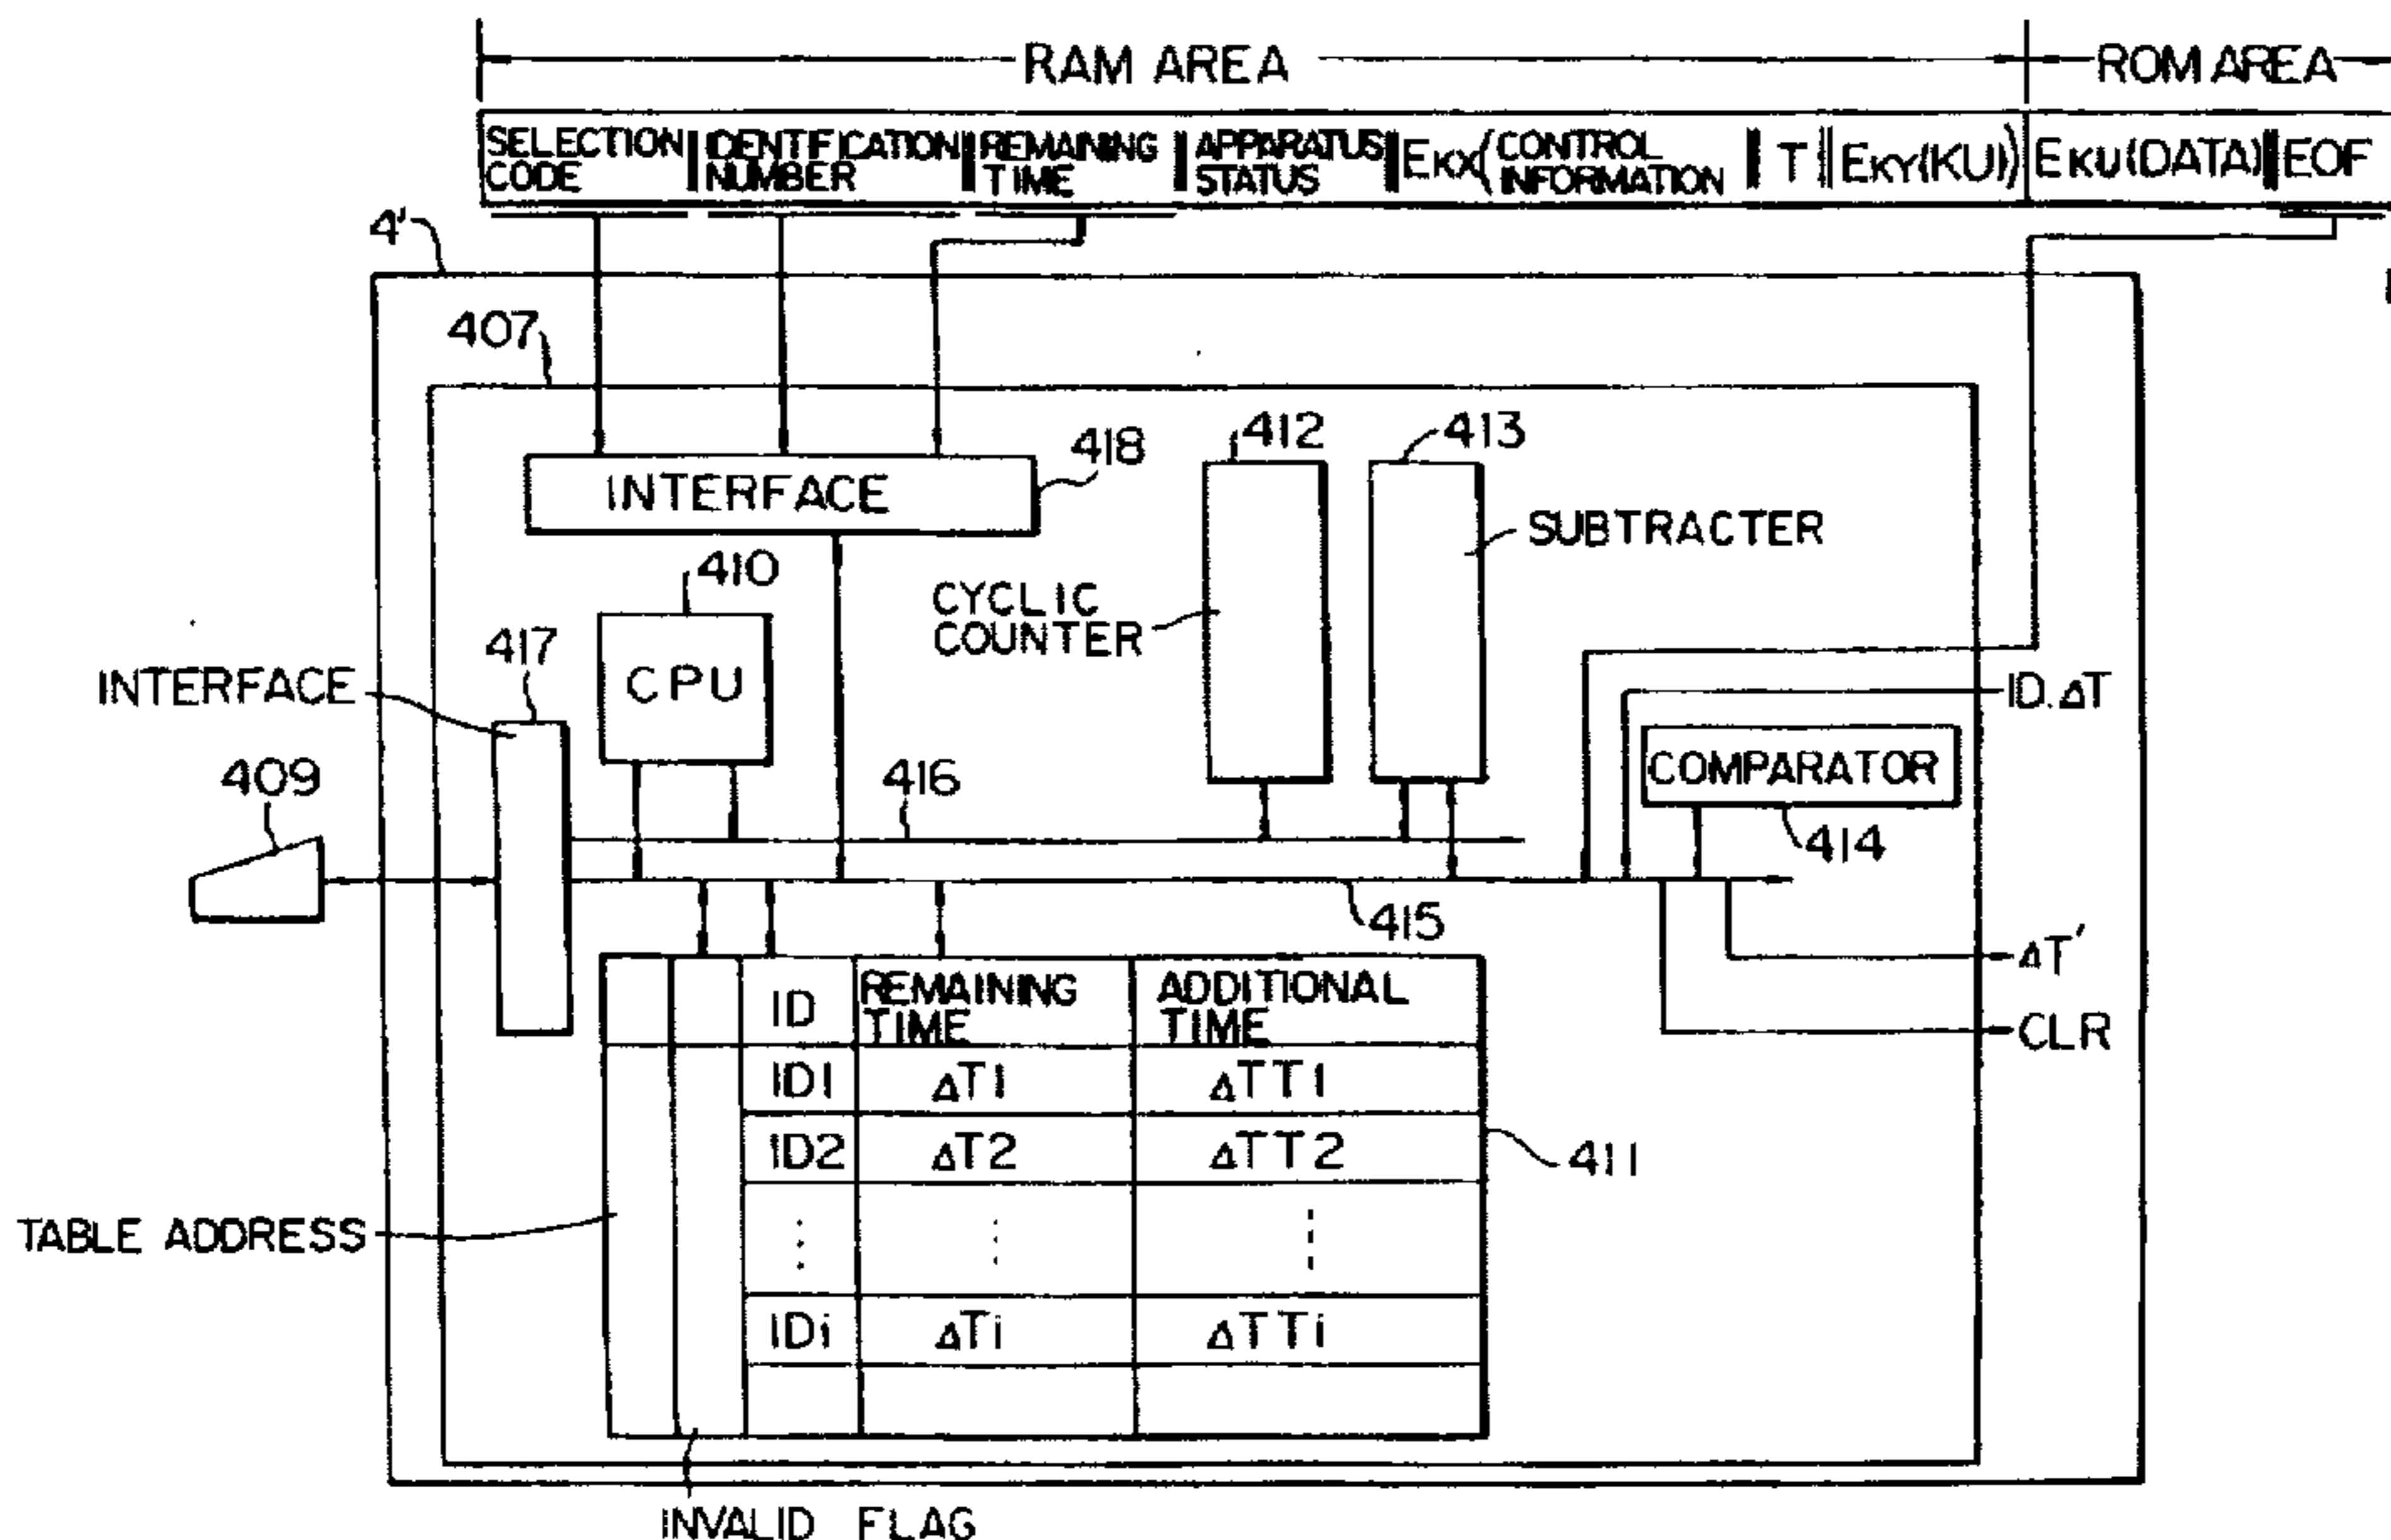 RAM AREA
ROM AREA
SELECTION CODE || IDENTIFICATION NUMBER || REMAINING TIME || APPARATUS STATUS || EKX(CONTROL INFORMATION || T || EKY(KU)) EKU(DATA) || EOF
4'
407
412
413
418
INTERFACE
SUBTRACTER
410
CYCLIC
COUNTER
417
CPU
INTERFACE
ID.ΔT
COMPARATOR
409
416
414
415
ΔT'
ID
REMAINING TIME
ADDITIONAL TIME
CLR
ID1 ΔT1 ΔTT1
ID2 ΔT2 ΔTT2
411
TABLE ADDRESS
⋮ ⋮ ⋮
IDi ΔTi ΔTTi
INVALID FLAG